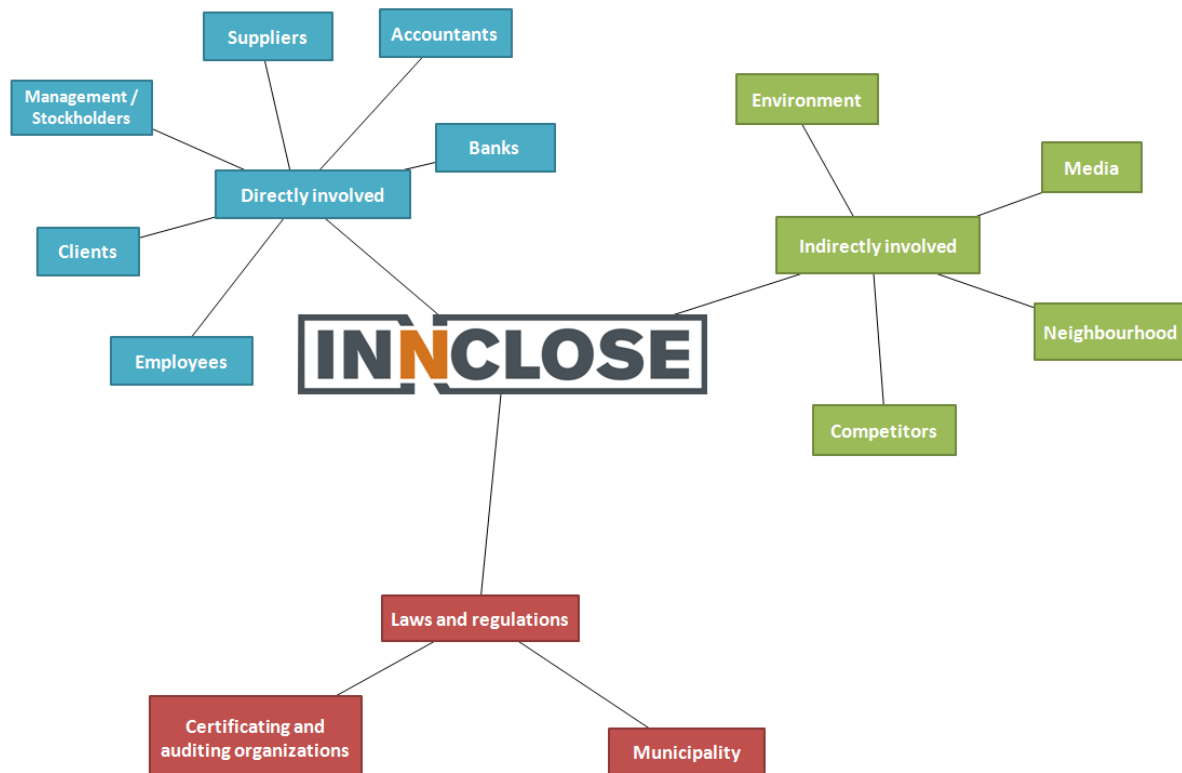 Suppliers
Accountants
Management /
Stockholders
Banks
Directly involved
Clients
Employees
Environment
Media
Indirectly involved
Neighbourhood
Competitors
INNCLOSE
Laws and regulations
Certificating and
auditing organizations
Municipality